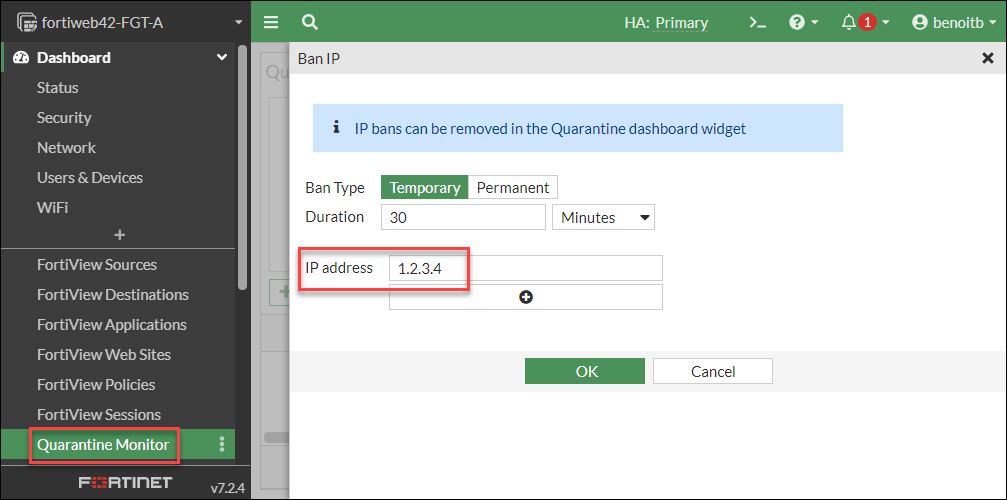 fortiweb42-FGT-A
HA: Primary
>_
?
1
benoitb
Dashboard
Status
Security
Network
Users & Devices
WiFi
+
FortiView Sources
FortiView Destinations
FortiView Applications
FortiView Web Sites
FortiView Policies
FortiView Sessions
Quarantine Monitor
FORTINET
v7.2.4
Qu
Ban IP
IP bans can be removed in the Quarantine dashboard widget
Ban Type Temporary Permanent
Duration 30 Minutes
IP address 1.2.3.4
OK Cancel